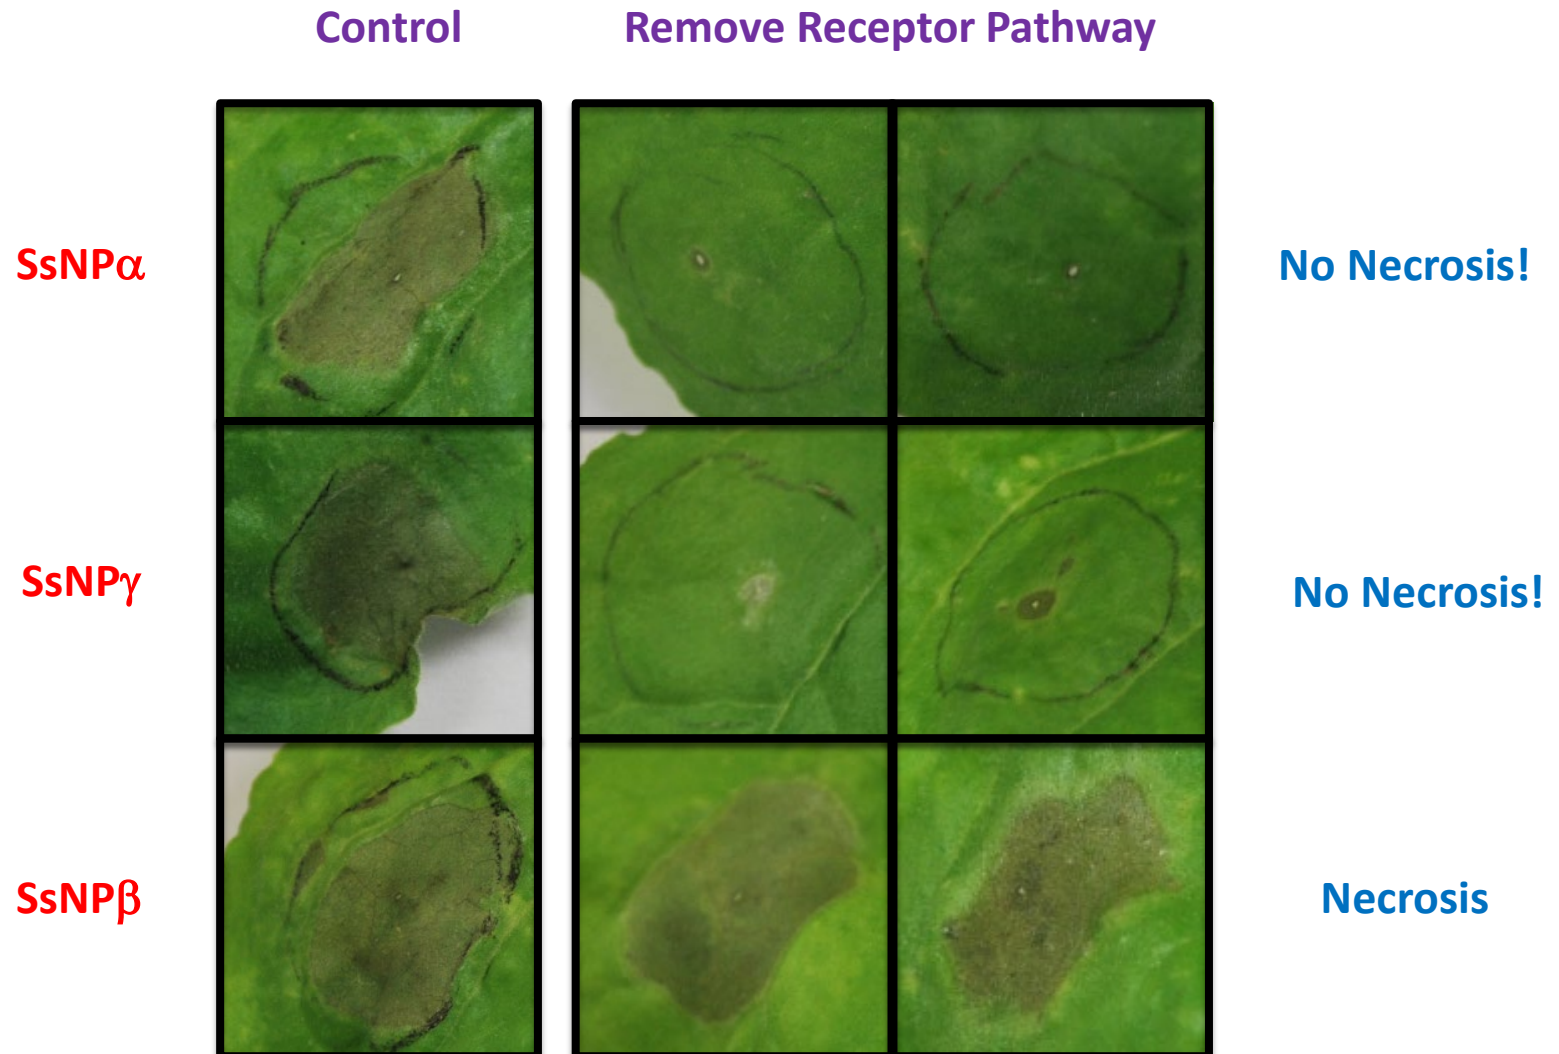 Control
Remove Receptor Pathway
SsNPα
No Necrosis!
SsNPγ
No Necrosis!
SsNPβ
Necrosis